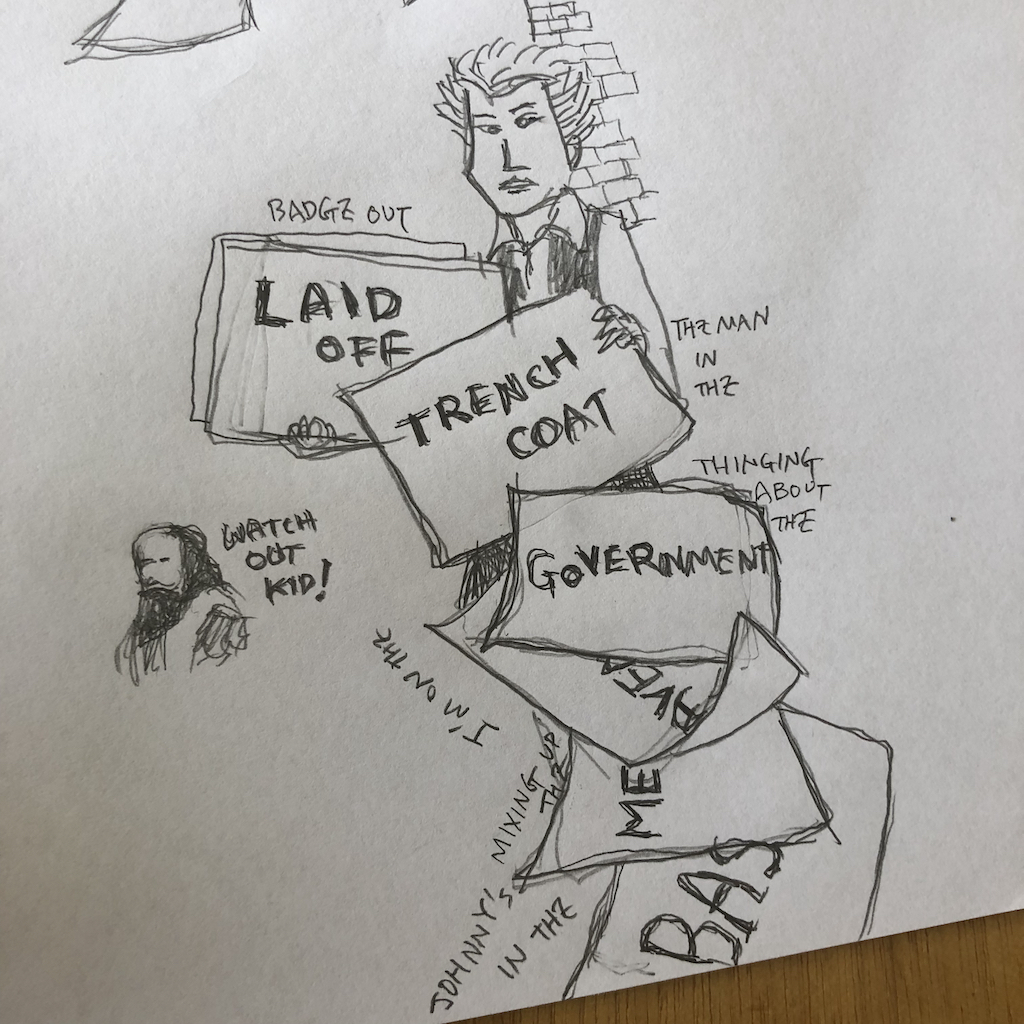 BADGE OUT
LAID
OFF
TRENCH
COAT
THE MAN
IN
THE
THINGING
ABOUT
THE
GOVERNMENT
WATCH
OUT
KID!
I'M ON THE
MIXING UP
THE
ME
JOHNNY'S
IN THE
BAS